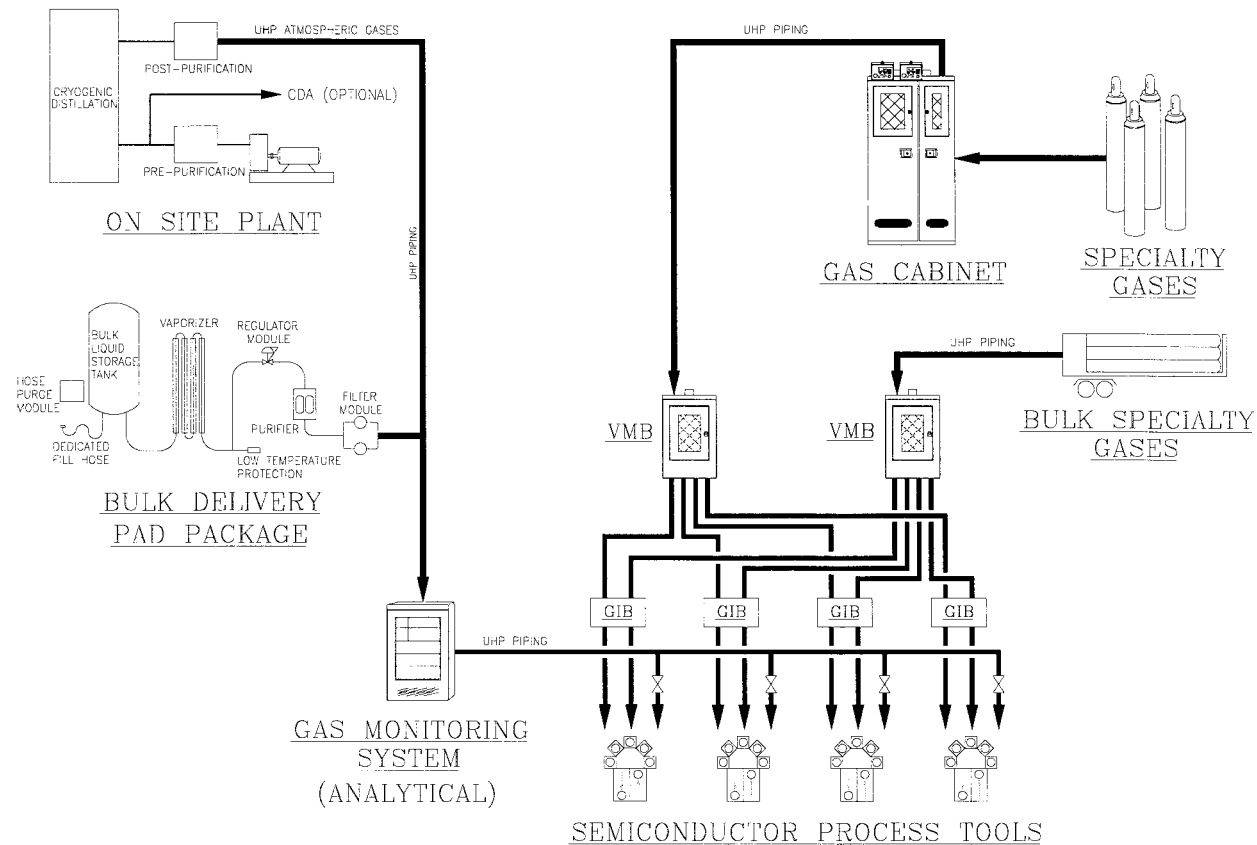 UHP ATMOSPHERIC GASES
POST-PURIFICATION
CRYOGENIC
DISTILLATION
CDA (OPTIONAL)
PRE-PURIFICATION
ON SITE PLANT
UHP PIPING
UHP PIPING
GAS CABINET
SPECIALTY
GASES
BULK
LIQUID
STORAGE
TANK
VAPORIZER
REGULATOR
MODULE
HOSE
PURGE
MODULE
PURIFIER
FILTER
MODULE
DEDICATED
FILL HOSE
LOW TEMPERATURE
PROTECTION
BULK DELIVERY
PAD PACKAGE
UHP PIPING
BULK SPECIALTY
GASES
VMB
VMB
GIB
GIB
GIB
GIB
UHP PIPING
GAS MONITORING
SYSTEM
(ANALYTICAL)
SEMICONDUCTOR PROCESS TOOLS